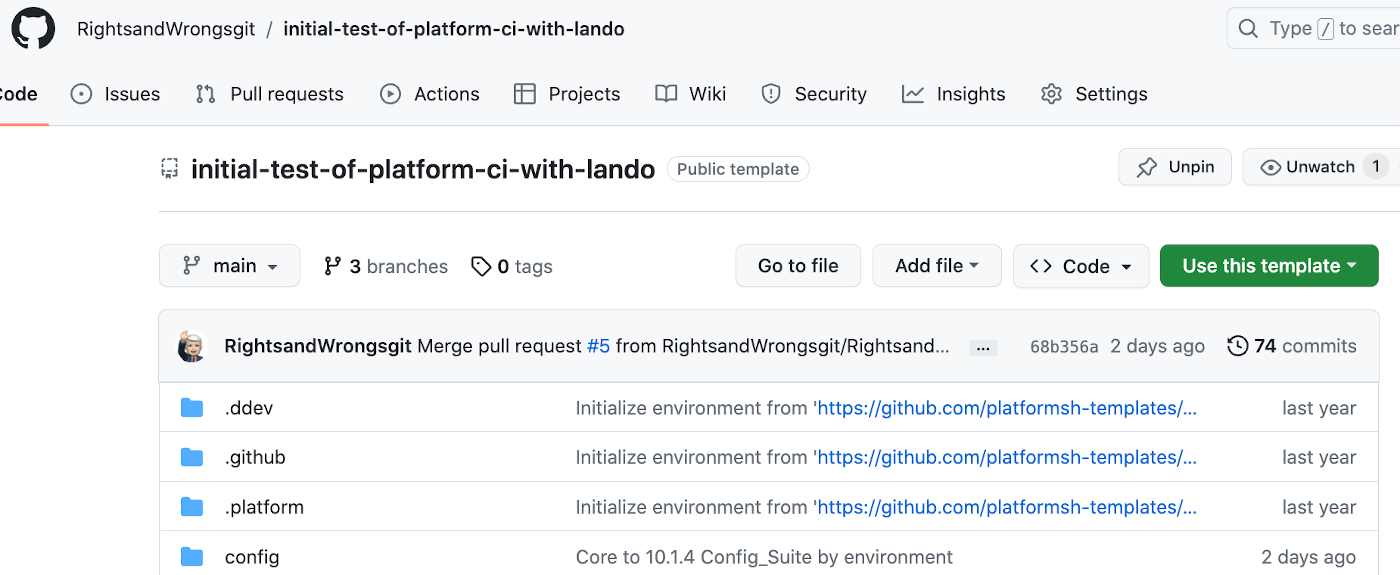 RightsandWrongsgit / initial-test-of-platform-ci-with-lando Type / to sear
Code Issues Pull requests Actions Projects Wiki Security Insights Settings
initial-test-of-platform-ci-with-lando Public template Unpin Unwatch 1
main 3 branches 0 tags Go to file Add file Code Use this template
RightsandWrongsgit Merge pull request #5 from RightsandWrongsgit/Rightsand... ... 68b356a 2 days ago 74 commits
.ddev Initialize environment from 'https://github.com/platformsh-templates/... last year
.github Initialize environment from 'https://github.com/platformsh-templates/... last year
.platform Initialize environment from 'https://github.com/platformsh-templates/... last year
config Core to 10.1.4 Config_Suite by environment 2 days ago